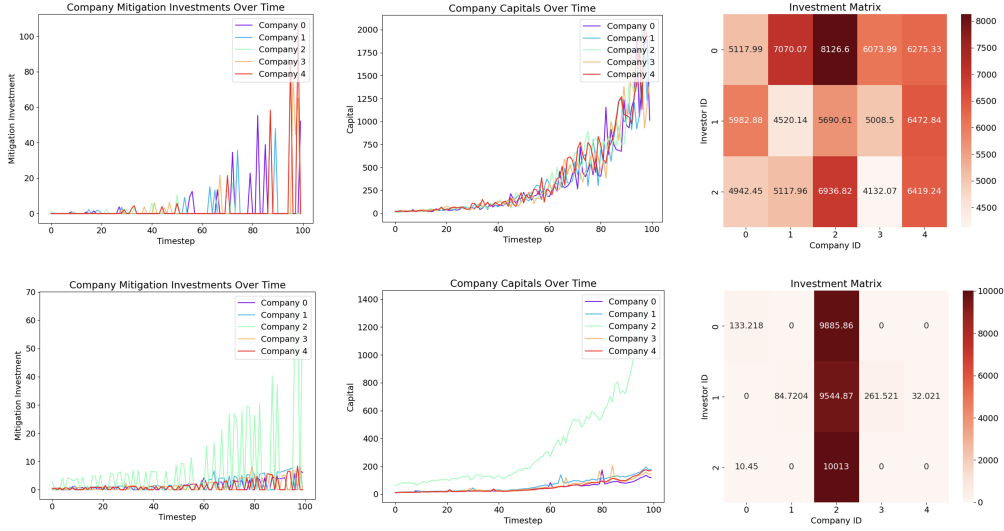 Company Mitigation Investments Over Time
Mitigation Investment
100
80
60
40
20
0
0 20 40 60 80 100
Timestep
Company 0
Company 1
Company 2
Company 3
Company 4
Company Capitals Over Time
Capital
2000
1750
1500
1250
1000
750
500
250
0
0 20 40 60 80 100
Timestep
Company 0
Company 1
Company 2
Company 3
Company 4
Investment Matrix
Investor ID
0 5117.99 7070.07 8126.6 6073.99 6275.33
1 5982.88 4520.14 5690.61 5008.5 6472.84
2 4942.45 5117.96 6936.82 4132.07 6419.24
0 1 2 3 4
Company ID
8000
7500
7000
6500
6000
5500
5000
4500
Company Mitigation Investments Over Time
Mitigation Investment
70
60
50
40
30
20
10
0
0 20 40 60 80 100
Timestep
Company 0
Company 1
Company 2
Company 3
Company 4
Company Capitals Over Time
Capital
1400
1200
1000
800
600
400
200
0
0 20 40 60 80 100
Timestep
Company 0
Company 1
Company 2
Company 3
Company 4
Investment Matrix
Investor ID
0 133.218 0 9885.86 0 0
1 0 84.7204 9544.87 261.521 32.021
2 10.45 0 10013 0 0
0 1 2 3 4
Company ID
10000
8000
6000
4000
2000
0